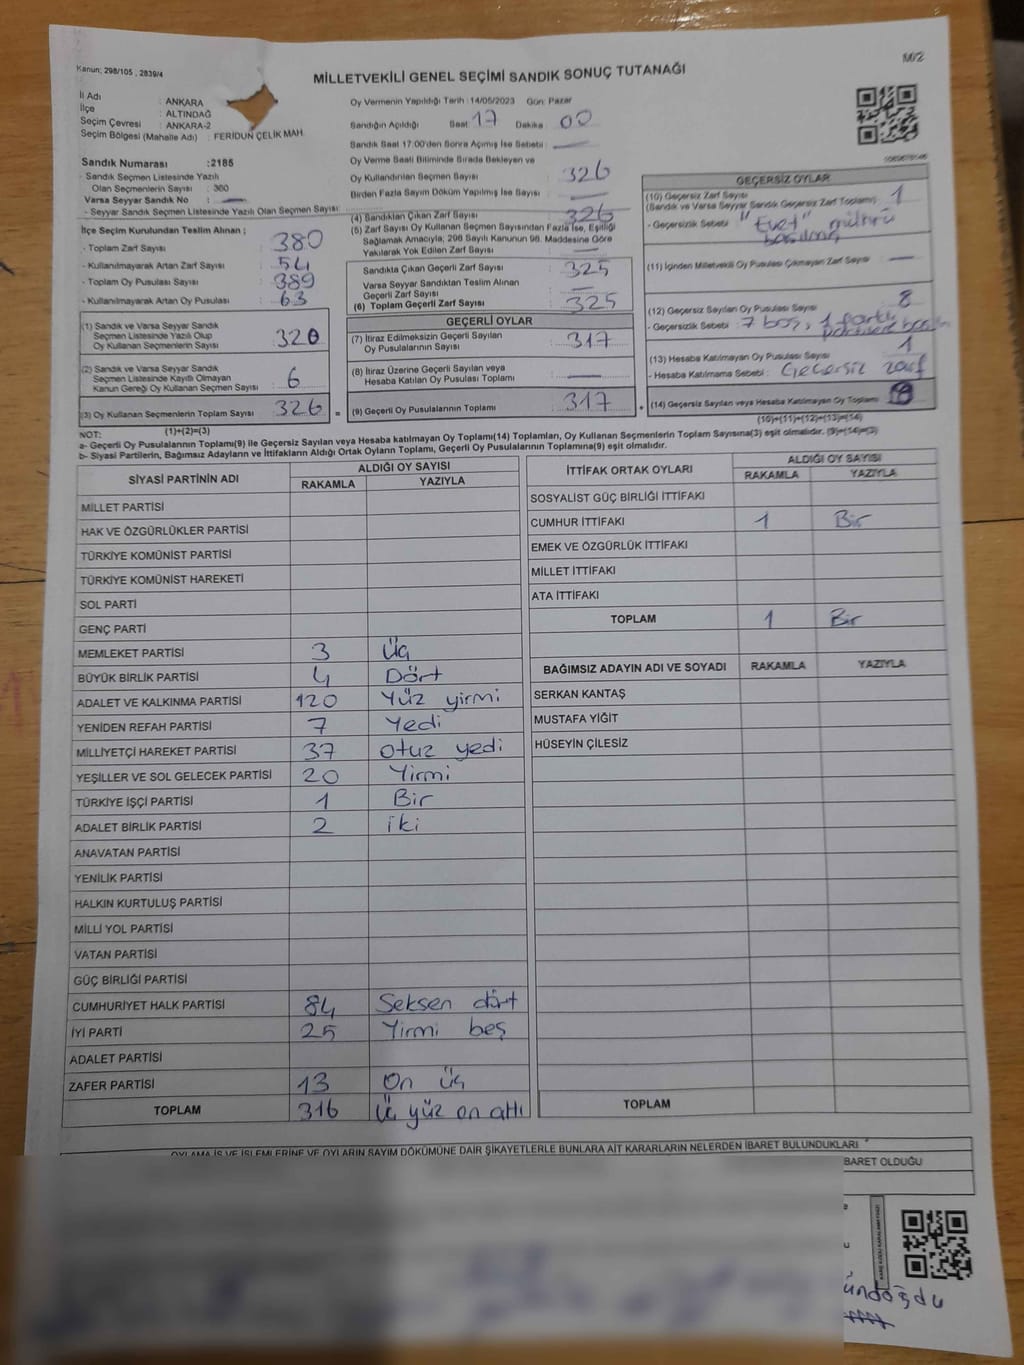 M/2
Kanun; 298/105 , 2839/4
MİLLETVEKİLİ GENEL SEÇİMİ SANDIK SONUÇ TUTANAĞI
İl Adı : ANKARA
İlçe : ALTINDAĞ
Seçim Çevresi : ANKARA-2
Seçim Bölgesi (Mahalle Adı) : FERİDUN ÇELİK MAH.
Sandık Numarası :2185
- Sandık Seçmen Listesinde Yazılı
Olan Seçmenlerin Sayısı : 360
Varsa Seyyar Sandık No :
- Seyyar Sandık Seçmen Listesinde Yazılı Olan Seçmen Sayısı:
Oy Vermenin Yapıldığı Tarih :14/05/2023 Gün: Pazar
Sandığın Açıldığı Saat 17 Dakika : 00
Sandık Saat 17:00'den Sonra Açılmış İse Sebebi :
Oy Verme Saati Bitiminde Sırada Bekleyen ve
Oy Kullandırılan Seçmen Sayısı : 326
Birden Fazla Sayım Döküm Yapılmış İse Sayısı :
(4) Sandıktan Çıkan Zarf Sayısı : 326
(5) Zarf Sayısı Oy Kullanan Seçmen Sayısından Fazla İse, Eşitliği
Sağlamak Amacıyla; 298 Sayılı Kanunun 98. Maddesine Göre
Yakılarak Yok Edilen Zarf Sayısı :
İlçe Seçim Kurulundan Teslim Alınan ;
- Toplam Zarf Sayısı : 380
- Kullanılmayarak Artan Zarf Sayısı : 54
- Toplam Oy Pusulası Sayısı : 389
- Kullanılmayarak Artan Oy Pusulası : 63
Sandıkta Çıkan Geçerli Zarf Sayısı : 325
Varsa Seyyar Sandıktan Teslim Alınan
Geçerli Zarf Sayısı :
(6) Toplam Geçerli Zarf Sayısı : 325
(1) Sandık ve Varsa Seyyar Sandık
Seçmen Listesinde Yazılı Olup
Oy Kullanan Seçmenlerin Sayısı : 320
(2) Sandık ve Varsa Seyyar Sandık
Seçmen Listesinde Kayıtlı Olmayan
Kanun Gereği Oy Kullanan Seçmen Sayısı : 6
(3) Oy Kullanan Seçmenlerin Toplam Sayısı : 326
(1)+(2)=(3)
GEÇERLİ OYLAR
(7) İtiraz Edilmeksizin Geçerli Sayılan
Oy Pusulalarının Sayısı : 317
(8) İtiraz Üzerine Geçerli Sayılan veya
Hesaba Katılan Oy Pusulası Toplamı :
(9) Geçerli Oy Pusulalarının Toplamı : 317
GEÇERSİZ OYLAR
(10) Geçersiz Zarf Sayısı : 1
(Sandık ve Varsa Seyyar Sandık Geçersiz Zarf Toplamı)
- Geçersizlik Sebebi : "Evet" mührü
basılmış
(11) İçinden Milletvekili Oy Pusulası Çıkmayan Zarf Sayısı :
(12) Geçersiz Sayılan Oy Pusulası Sayısı : 8
- Geçersizlik Sebebi : 7 boş, 1
(13) Hesaba Katılmayan Oy Pusulası Sayısı : 1
- Hesaba Katılmama Sebebi : Geçersiz zarf
(14) Geçersiz Sayılan veya Hesaba Katılmayan Oy Toplamı :
(10)+(11)+(12)+(13)=(14)
NOT:
a- Geçerli Oy Pusulalarının Toplamı(9) ile Geçersiz Sayılan veya Hesaba katılmayan Oy Toplamı(14) Toplamları, Oy Kullanan Seçmenlerin Toplam Sayısına(3) eşit olmalıdır. (9)+(14)=(3)
b- Siyasi Partilerin, Bağımsız Adayların ve İttifakların Aldığı Ortak Oyların Toplamı, Geçerli Oy Pusulalarının Toplamına(9) eşit olmalıdır.
SİYASİ PARTİNİN ADI ALDIĞI OY SAYISI
RAKAMLA YAZIYLA
MİLLET PARTİSİ
HAK VE ÖZGÜRLÜKLER PARTİSİ
TÜRKİYE KOMÜNİST PARTİSİ
TÜRKİYE KOMÜNİST HAREKETİ
SOL PARTİ
GENÇ PARTİ
MEMLEKET PARTİSİ 3 Üç
BÜYÜK BİRLİK PARTİSİ 4 Dört
ADALET VE KALKINMA PARTİSİ 120 Yüz yirmi
YENİDEN REFAH PARTİSİ 7 Yedi
MİLLİYETÇİ HAREKET PARTİSİ 37 otuz yedi
YEŞİLLER VE SOL GELECEK PARTİSİ 20 Yirmi
TÜRKİYE İŞÇİ PARTİSİ 1 Bir
ADALET BİRLİK PARTİSİ 2 iki
ANAVATAN PARTİSİ
YENİLİK PARTİSİ
HALKIN KURTULUŞ PARTİSİ
MİLLİ YOL PARTİSİ
VATAN PARTİSİ
GÜÇ BİRLİĞİ PARTİSİ
CUMHURİYET HALK PARTİSİ 84 Seksen dört
İYİ PARTİ 25 Yirmi beş
ADALET PARTİSİ
ZAFER PARTİSİ 13 On üç
TOPLAM 316 Üç yüz on altı
İTTİFAK ORTAK OYLARI ALDIĞI OY SAYISI
RAKAMLA YAZIYLA
SOSYALİST GÜÇ BİRLİĞİ İTTİFAKI
CUMHUR İTTİFAKI 1 Bir
EMEK VE ÖZGÜRLÜK İTTİFAKI
MİLLET İTTİFAKI
ATA İTTİFAKI
TOPLAM 1 Bir
BAĞIMSIZ ADAYIN ADI VE SOYADI RAKAMLA YAZIYLA
SERKAN KANTAŞ
MUSTAFA YİĞİT
HÜSEYİN ÇİLESİZ
TOPLAM
OYLAMA İŞ VE İŞLEMLERİNE VE OYLARIN SAYIM DÖKÜMÜNE DAİR ŞİKAYETLERLE BUNLARA AİT KARARLARIN NELERDEN İBARET BULUNDUKLARI
BARET OLDUĞU
ündoğdu